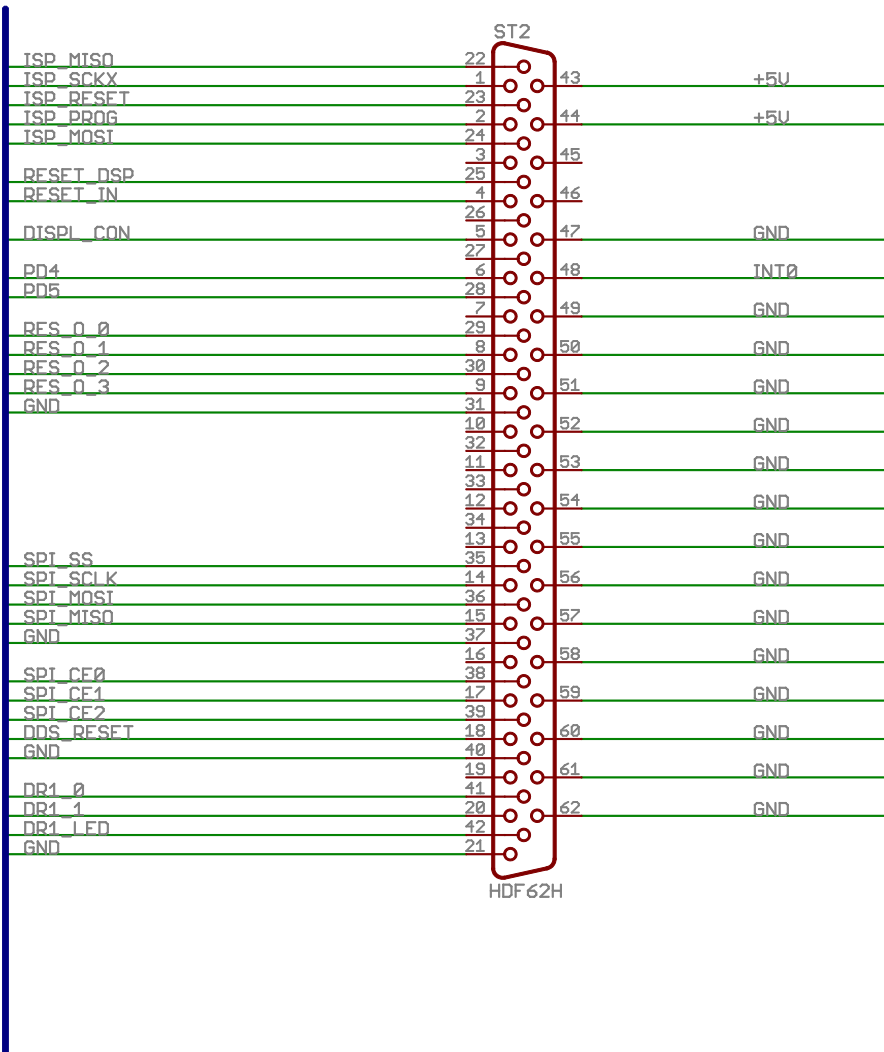 ST2
ISP_MISO 22
ISP_SCKX 1 43 +5V
ISP_RESET 23
ISP_PROG 2 44 +5V
ISP_MOSI 24
3 45
RESET_DSP 25
RESET_IN 4 46
26
DISPL_CON 5 47 GND
27
PD4 6 48 INT0
PD5 28
7 49 GND
RES_O_0 29
RES_O_1 8 50 GND
RES_O_2 30
RES_O_3 9 51 GND
GND 31
10 52 GND
32
11 53 GND
33
12 54 GND
34
13 55 GND
SPI_SS 35
SPI_SCLK 14 56 GND
SPI_MOSI 36
SPI_MISO 15 57 GND
GND 37
16 58 GND
SPI_CE0 38
SPI_CE1 17 59 GND
SPI_CE2 39
DDS_RESET 18 60 GND
GND 40
19 61 GND
DR1_0 41
DR1_1 20 62 GND
DR1_LED 42
GND 21
HDF62H